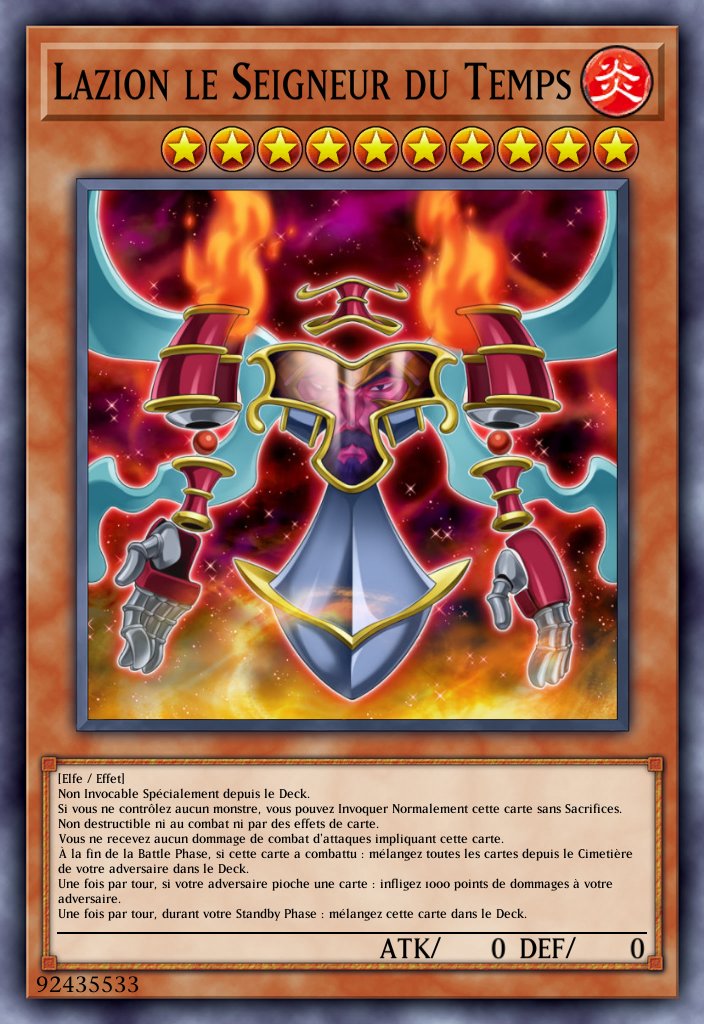 Lazion le Seigneur du Temps
炎
[Elfe / Effet]
Non Invocable Spécialement depuis le Deck.
Si vous ne contrôlez aucun monstre, vous pouvez Invoquer Normalement cette carte sans Sacrifices.
Non destructible ni au combat ni par des effets de carte.
Vous ne recevez aucun dommage de combat d'attaques impliquant cette carte.
À la fin de la Battle Phase, si cette carte a combattu : mélangez toutes les cartes depuis le Cimetière
de votre adversaire dans le Deck.
Une fois par tour, si votre adversaire pioche une carte : infligez 1000 points de dommages à votre
adversaire.
Une fois par tour, durant votre Standby Phase : mélangez cette carte dans le Deck.
ATK/ 0 DEF/ 0
92435533